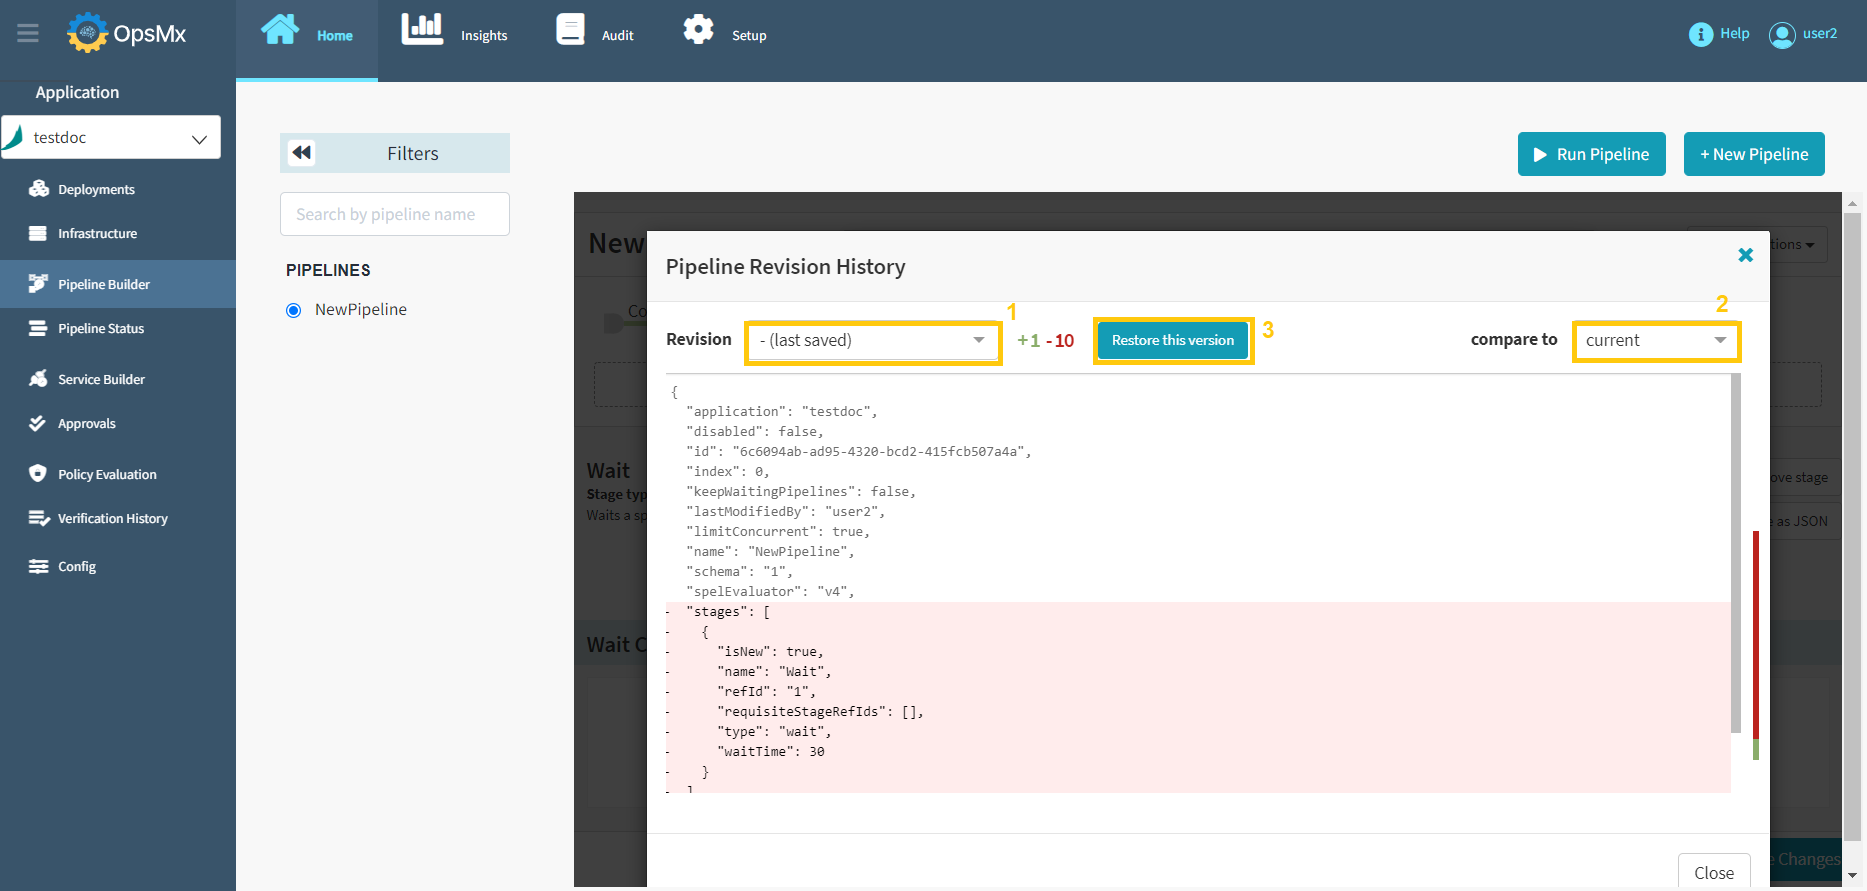 OpsMx
Home
Insights
Audit
Setup
Help
user2
Application
testdoc
Deployments
Infrastructure
Pipeline Builder
Pipeline Status
Service Builder
Approvals
Policy Evaluation
Verification History
Config
Filters
Search by pipeline name
PIPELINES
NewPipeline
Run Pipeline
+ New Pipeline
New
Pipeline Revision History
1
2
Revision
- (last saved)
+1 -10
Restore this version
3
compare to
current
{
"application": "testdoc",
"disabled": false,
"id": "6c6094ab-ad95-4320-bcd2-415fcb507a4a",
"index": 0,
"keepWaitingPipelines": false,
"lastModifiedBy": "user2",
"limitConcurrent": true,
"name": "NewPipeline",
"schema": "1",
"spelEvaluator": "v4",
- "stages": [
- {
- "isNew": true,
- "name": "Wait",
- "refId": "1",
- "requisiteStageRefIds": [],
- "type": "wait",
- "waitTime": 30
- }
- ]
Wait
Stage typ
Waits a sp
ove stage
as JSON
Wait C
Changes
Close